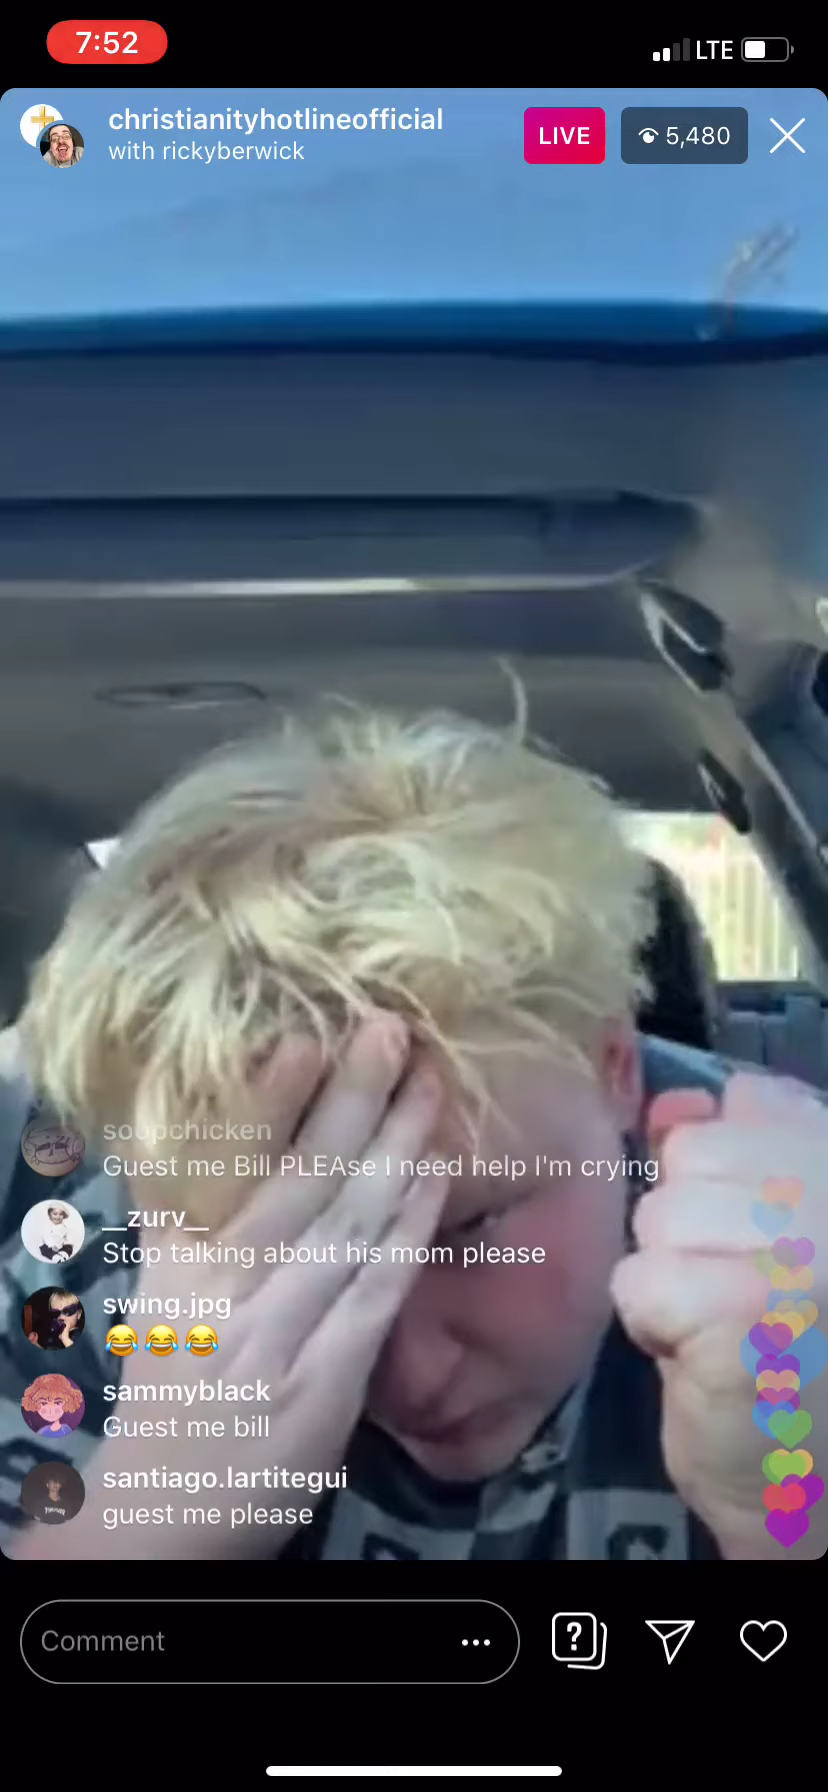 7:52
LTE
christianityhotlineofficial
with rickyberwick
LIVE
5,480
soupchicken
Guest me Bill PLEAse I need help I'm crying
__zurv__
Stop talking about his mom please
swing.jpg
😂😂😂
sammyblack
Guest me bill
santiago.lartitegui
guest me please
Comment